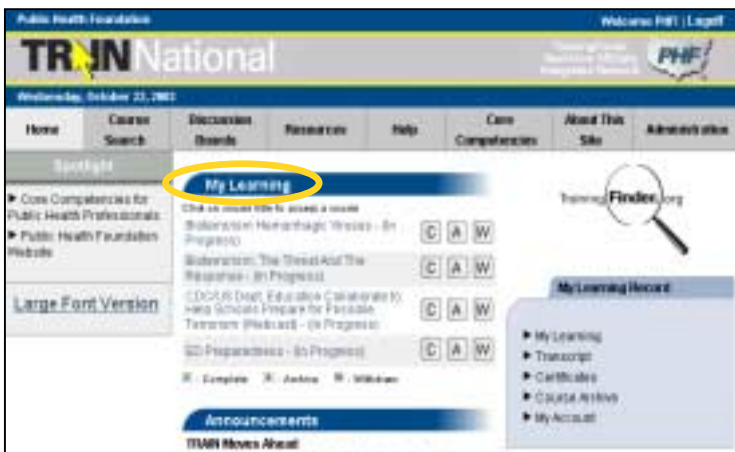 Public Health Foundation
Welcome PHF! | Logoff
TRAIN National
PHF
Wednesday, October 22, 2003
Home
Course Search
Discussion Boards
Resources
Help
Core Competencies
About This Site
Administration
Spotlight
Core Competencies for
Public Health Professionals
Public Health Foundation
Website
Large Font Version
My Learning
Click on course title to access a course
Bioterrorism Hemorrhagic Viruses - (In
Progress)
C A W
Bioterrorism: The Threat And The
Response - (In Progress)
C A W
CDC/US Dept. Education Collaborate to
Help Schools Prepare for Possible
Terrorism (Webcast) - (In Progress)
C A W
Preparedness - (In Progress)
C A W
- Complete - Archive - Withdraw
Announcements
TRAIN Moves Ahead
TrainingFinder.org
My Learning Record
My Learning
Transcript
Certificates
Course Archive
My Account